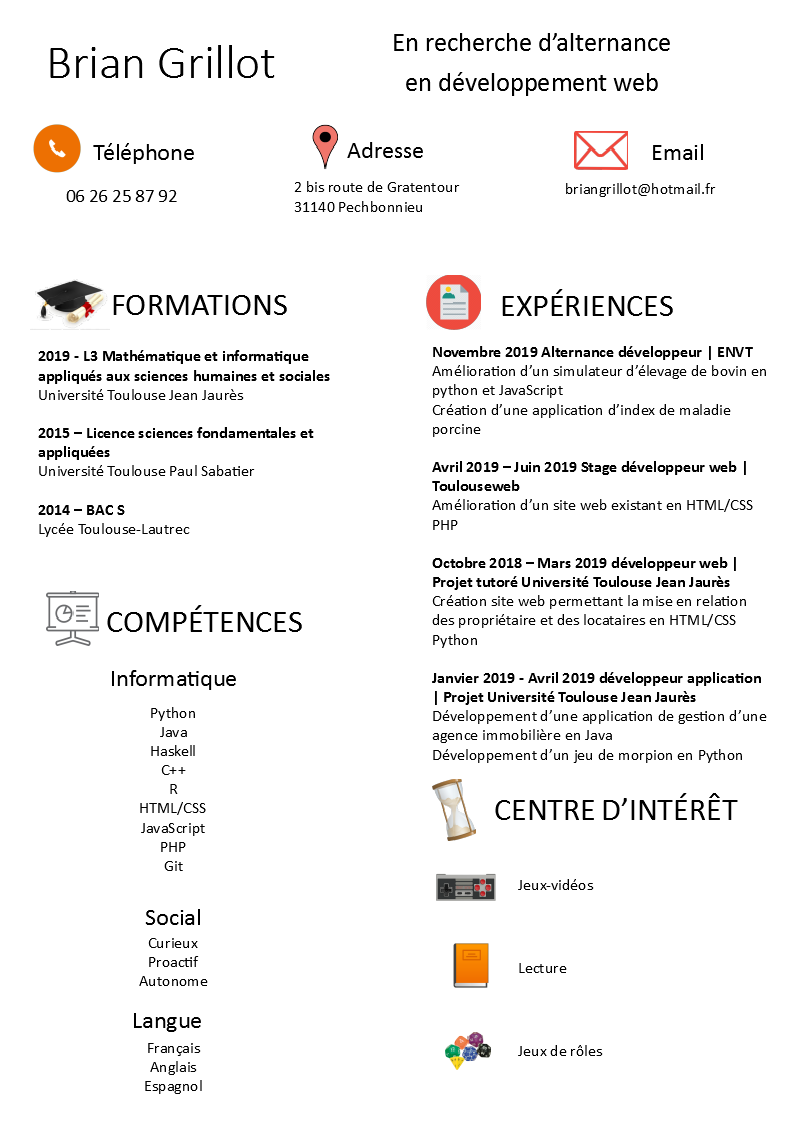 Brian Grillot
En recherche d’alternance
en développement web
Téléphone
06 26 25 87 92
Adresse
2 bis route de Gratentour
31140 Pechbonnieu
Email
briangrillot@hotmail.fr
FORMATIONS
2019 - L3 Mathématique et informatique
appliqués aux sciences humaines et sociales
Université Toulouse Jean Jaurès
2015 – Licence sciences fondamentales et
appliquées
Université Toulouse Paul Sabatier
2014 – BAC S
Lycée Toulouse-Lautrec
COMPÉTENCES
Informatique
Python
Java
Haskell
C++
R
HTML/CSS
JavaScript
PHP
Git
Social
Curieux
Proactif
Autonome
Langue
Français
Anglais
Espagnol
EXPÉRIENCES
Novembre 2019 Alternance développeur | ENVT
Amélioration d’un simulateur d’élevage de bovin en
python et JavaScript
Création d’une application d’index de maladie
porcine
Avril 2019 – Juin 2019 Stage développeur web |
Toulouseweb
Amélioration d’un site web existant en HTML/CSS
PHP
Octobre 2018 – Mars 2019 développeur web |
Projet tutoré Université Toulouse Jean Jaurès
Création site web permettant la mise en relation
des propriétaire et des locataires en HTML/CSS
Python
Janvier 2019 - Avril 2019 développeur application
| Projet Université Toulouse Jean Jaurès
Développement d’une application de gestion d’une
agence immobilière en Java
Développement d’un jeu de morpion en Python
CENTRE D’INTÉRÊT
Jeux-vidéos
Lecture
Jeux de rôles